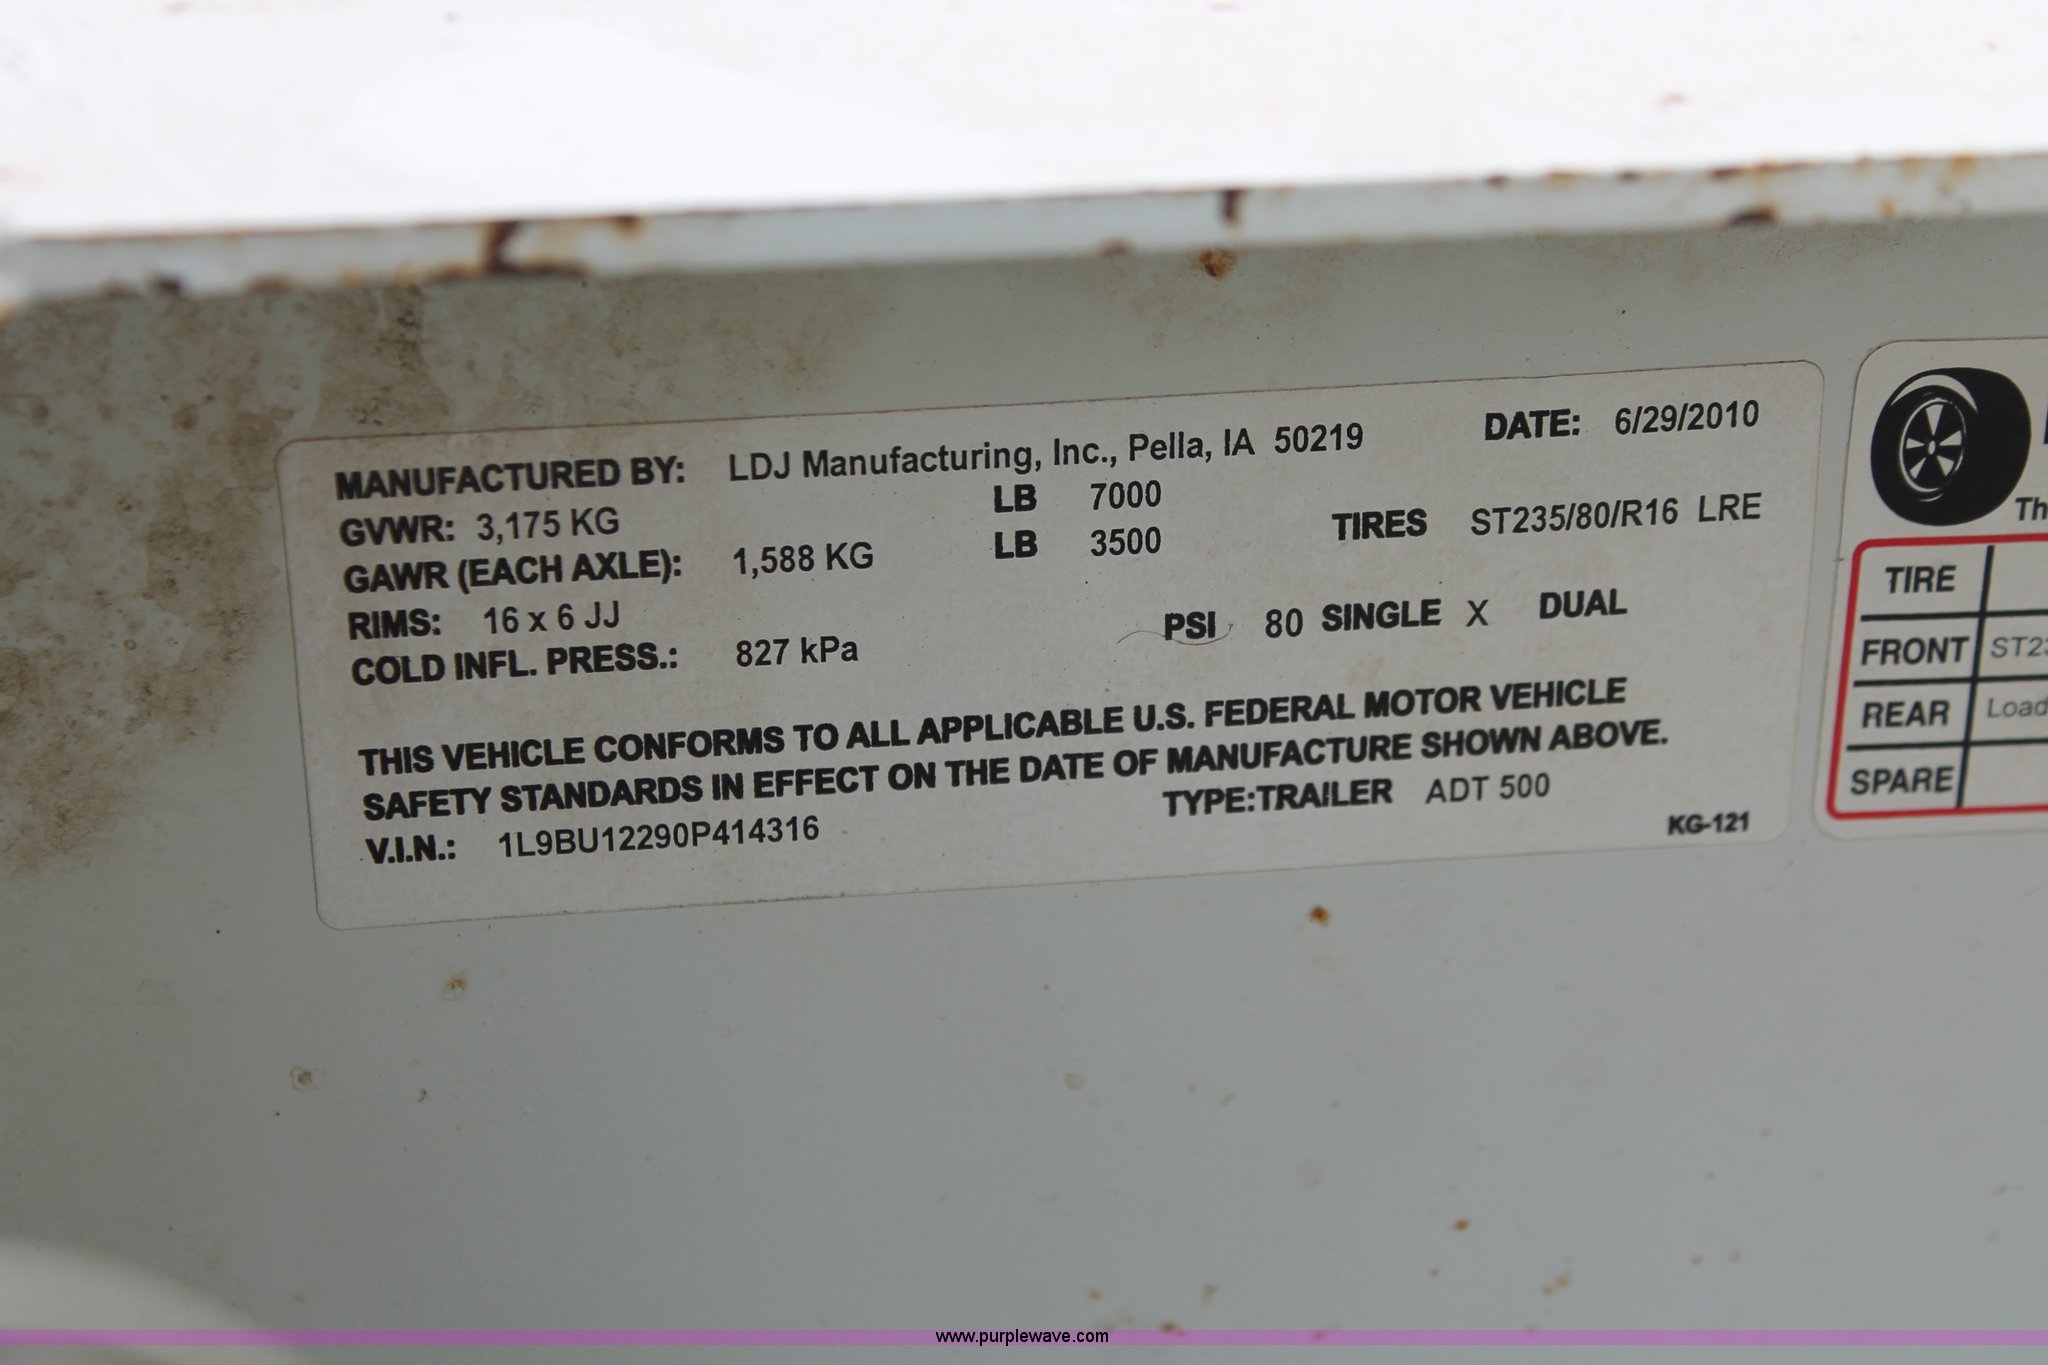 MANUFACTURED BY: LDJ Manufacturing, Inc., Pella, IA 50219 DATE: 6/29/2010
GVWR: 3,175 KG LB 7000
GAWR (EACH AXLE): 1,588 KG LB 3500 TIRES ST235/80/R16 LRE
RIMS: 16 x 6 JJ
COLD INFL. PRESS.: 827 kPa PSI 80 SINGLE X DUAL
THIS VEHICLE CONFORMS TO ALL APPLICABLE U.S. FEDERAL MOTOR VEHICLE
SAFETY STANDARDS IN EFFECT ON THE DATE OF MANUFACTURE SHOWN ABOVE.
V.I.N.: 1L9BU12290P414316 TYPE:TRAILER ADT 500
KG-121
Th
TIRE
FRONT ST23
REAR Load
SPARE
www.purplewave.com